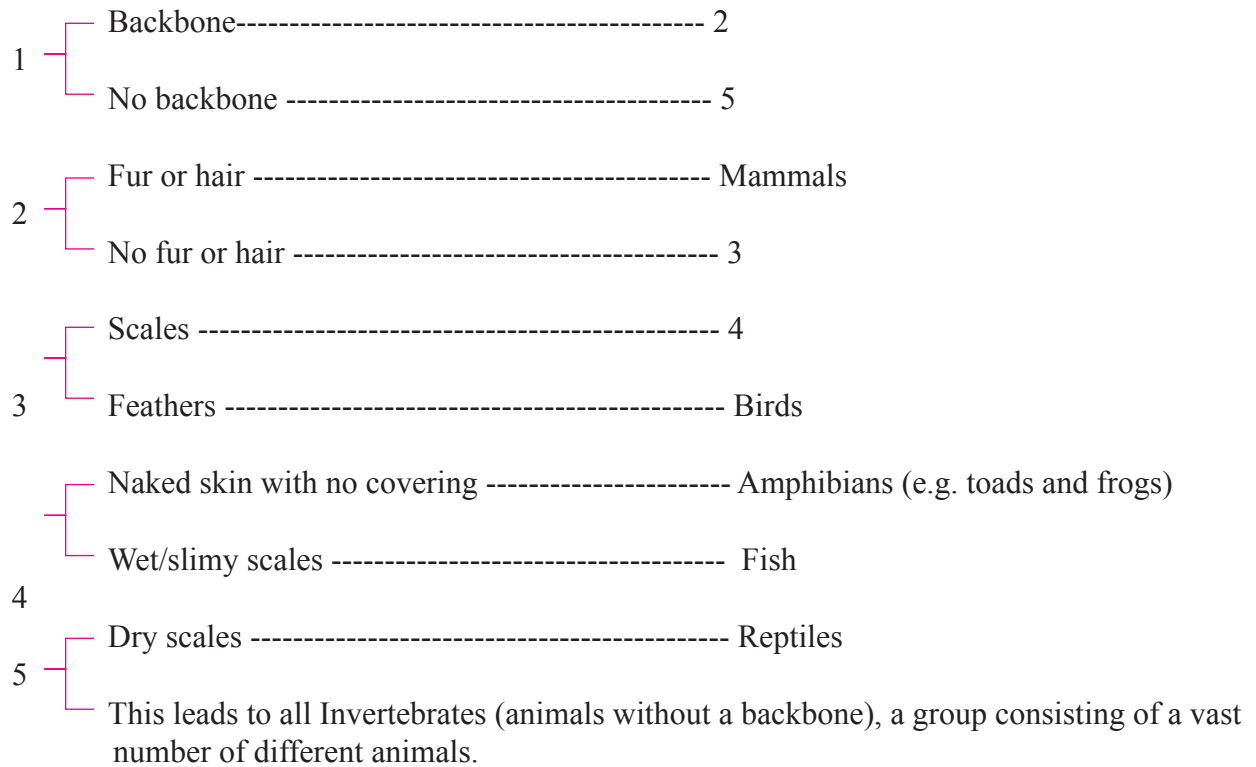 Backbone-------------------------------------------- 2
1
No backbone ---------------------------------------- 5
Fur or hair ------------------------------------------- Mammals
2
No fur or hair ---------------------------------------- 3
Scales ------------------------------------------------- 4
3 Feathers ----------------------------------------------- Birds
Naked skin with no covering ----------------------- Amphibians (e.g. toads and frogs)
Wet/slimy scales ------------------------------------- Fish
4
Dry scales --------------------------------------------- Reptiles
5
This leads to all Invertebrates (animals without a backbone), a group consisting of a vast
number of different animals.